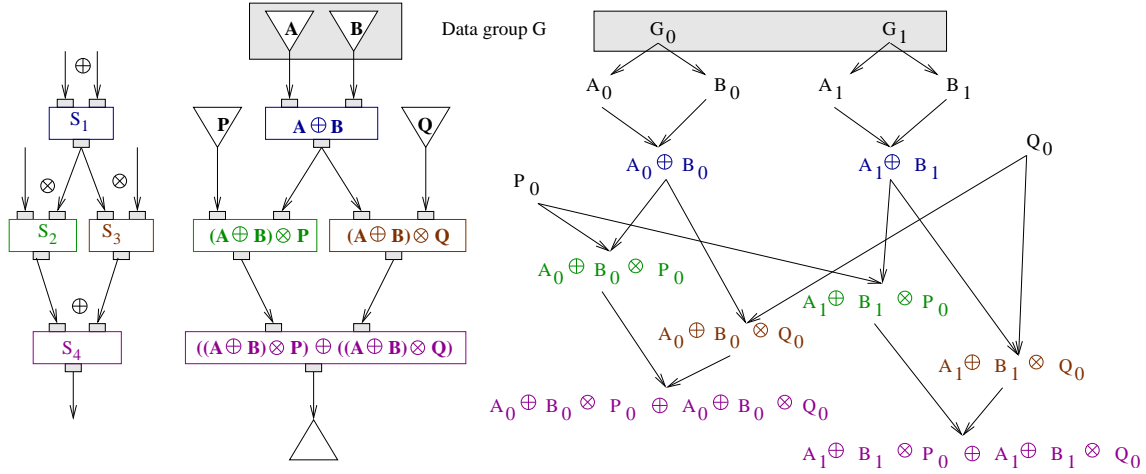 A B
Data group G
G₀ G₁
⊕
A₀ B₀ A₁ B₁
S₁
P
A ⊕ B
Q
A₀ ⊕ B₀
A₁ ⊕ B₁
Q₀
P₀
⊗ ⊗
S₂ S₃
(A ⊕ B) ⊗ P
(A ⊕ B) ⊗ Q
A₀ ⊕ B₀ ⊗ P₀
A₁ ⊕ B₁ ⊗ P₀
⊕
S₄
((A ⊕ B) ⊗ P) ⊕ ((A ⊕ B) ⊗ Q)
A₀ ⊕ B₀ ⊗ Q₀
A₁ ⊕ B₁ ⊗ Q₀
A₀ ⊕ B₀ ⊗ P₀ ⊕ A₀ ⊕ B₀ ⊗ Q₀
A₁ ⊕ B₁ ⊗ P₀ ⊕ A₁ ⊕ B₁ ⊗ Q₀